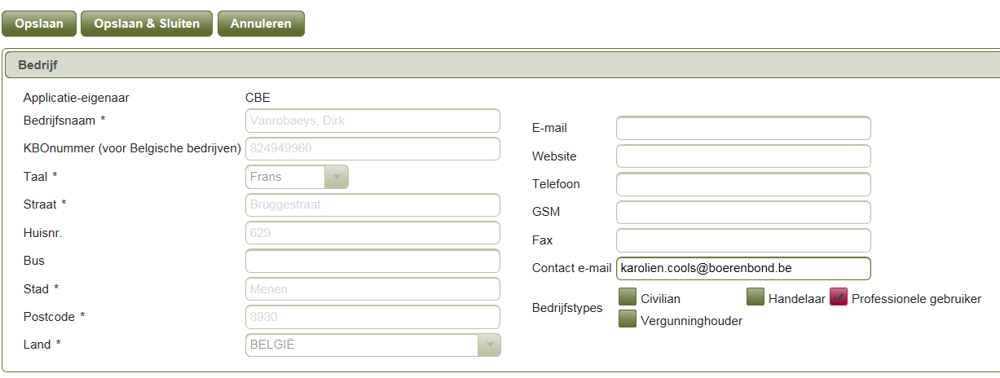 Opslaan Opslaan & Sluiten Annuleren
Bedrijf
Applicatie-eigenaar CBE
Bedrijfsnaam * Vanrobaeys, Dirk
KBOnummer (voor Belgische bedrijven) 824949960
Taal * Frans
Straat * Bruggestraat
Huisnr. 629
Bus
Stad * Menen
Postcode * 8930
Land * BELGIË
E-mail
Website
Telefoon
GSM
Fax
Contact e-mail karolien.cools@boerenbond.be
Bedrijfstypes Civilian Handelaar Professionele gebruiker
Vergunninghouder